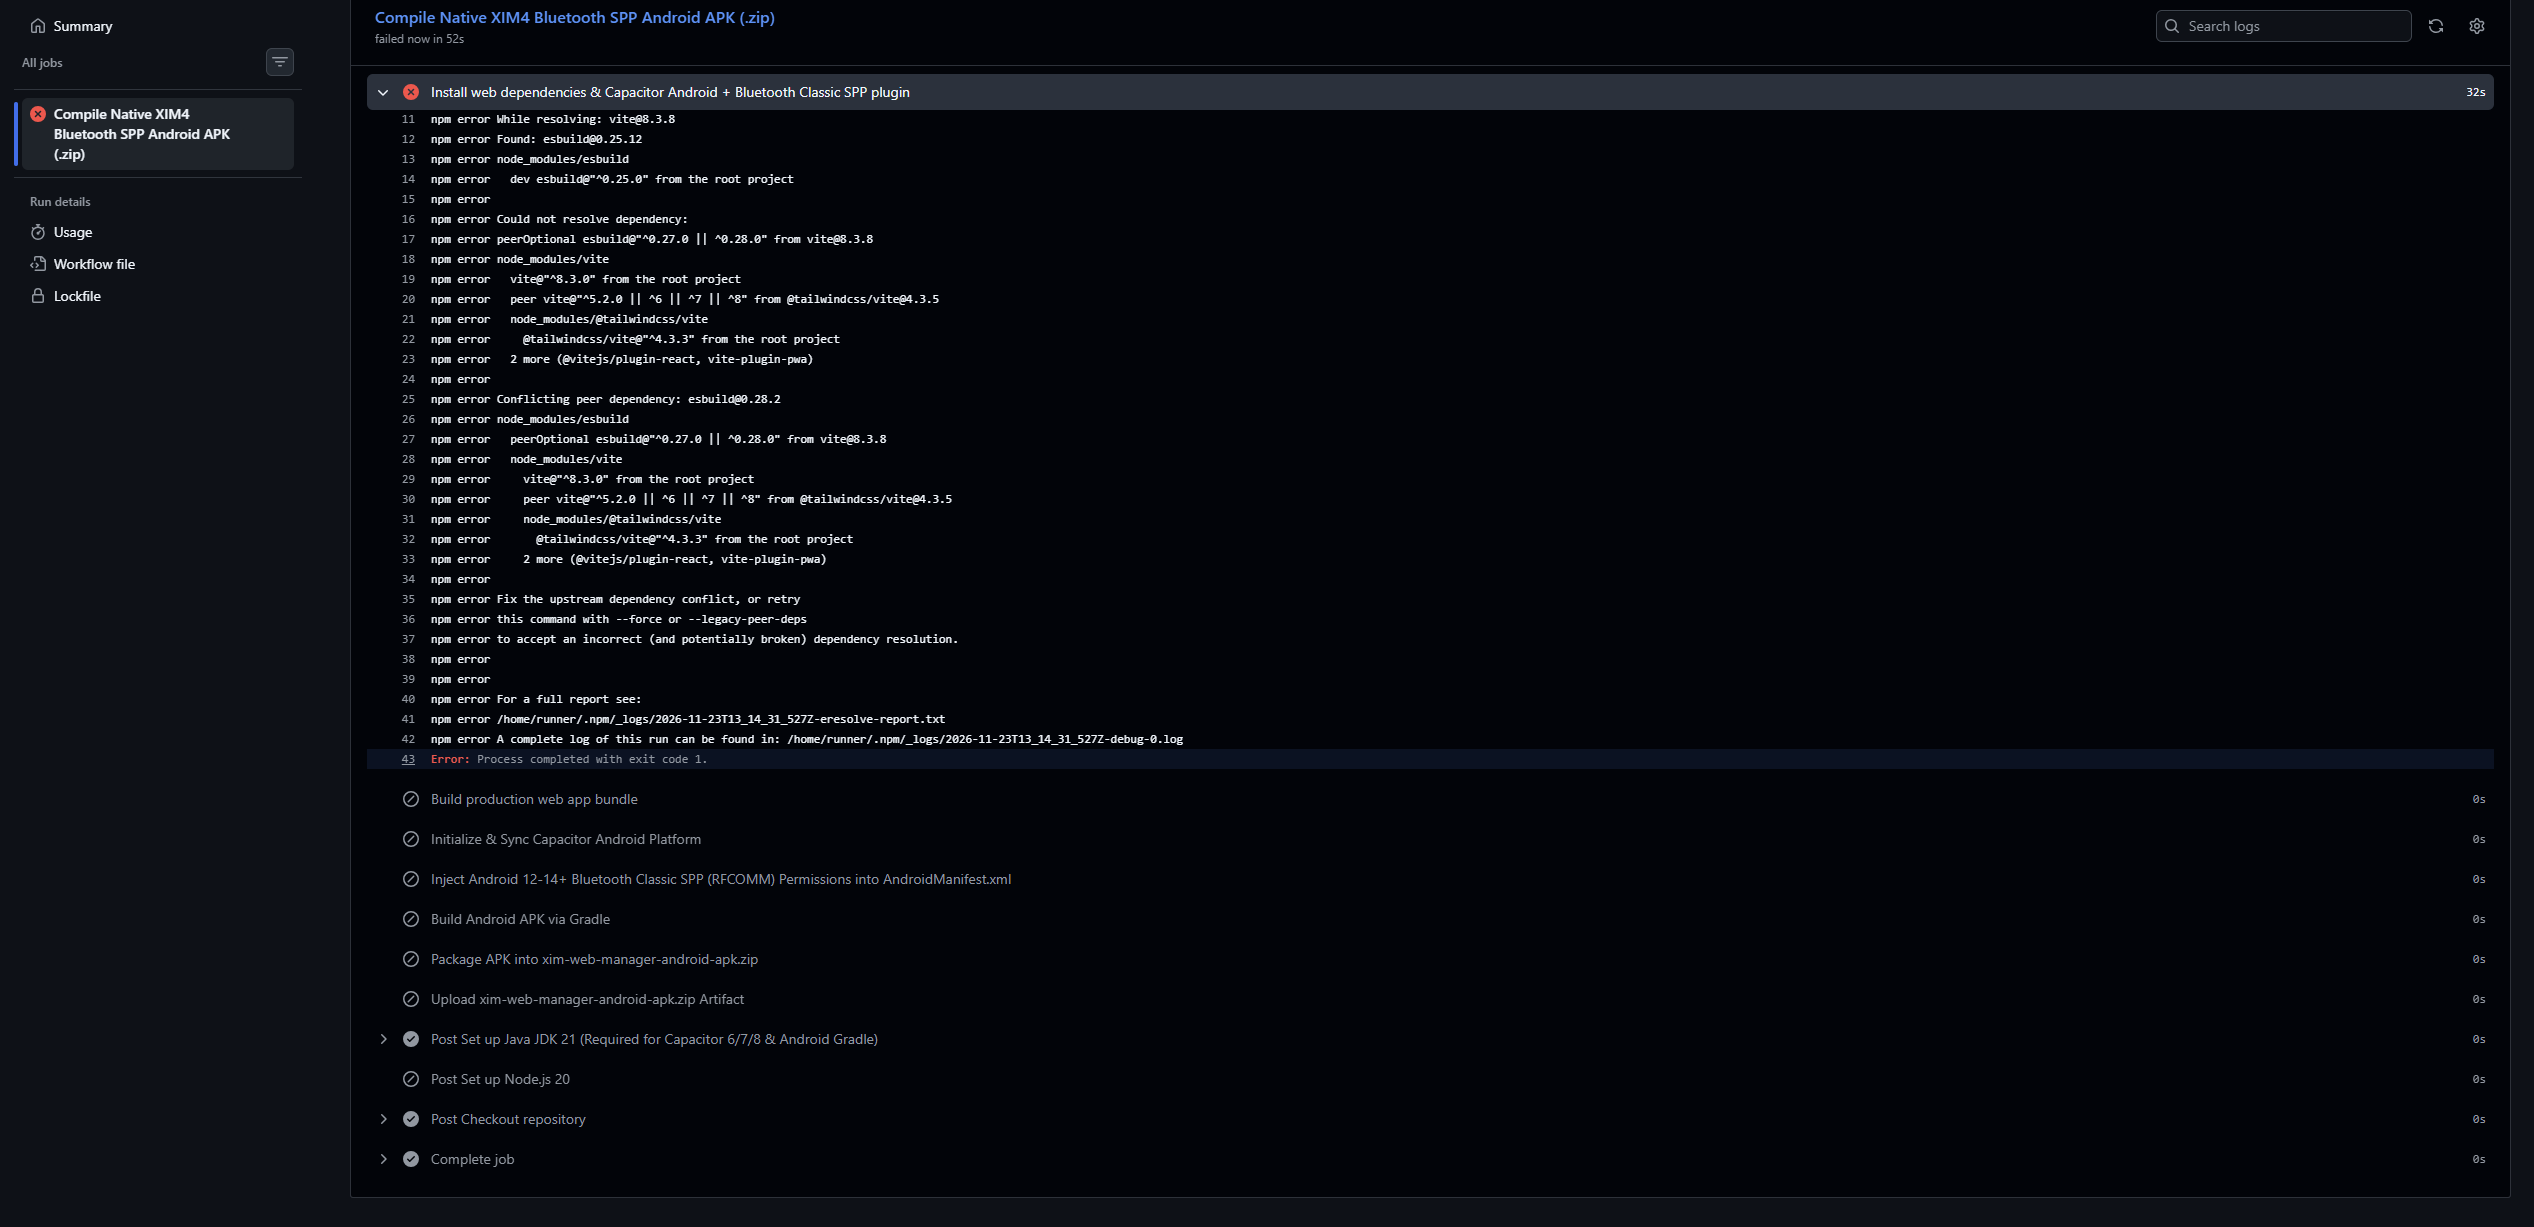 Summary
All jobs
Compile Native XIM4
Bluetooth SPP Android APK
(.zip)
Run details
Usage
Workflow file
Lockfile
Compile Native XIM4 Bluetooth SPP Android APK (.zip)
failed now in 52s
Search logs
Install web dependencies & Capacitor Android + Bluetooth Classic SPP plugin 32s
11 npm error While resolving: vite@8.3.8
12 npm error Found: esbuild@0.25.12
13 npm error node_modules/esbuild
14 npm error   dev esbuild@"^0.25.0" from the root project
15 npm error
16 npm error Could not resolve dependency:
17 npm error peerOptional esbuild@"^0.27.0 || ^0.28.0" from vite@8.3.8
18 npm error node_modules/vite
19 npm error   vite@"^8.3.0" from the root project
20 npm error   peer vite@"^5.2.0 || ^6 || ^7 || ^8" from @tailwindcss/vite@4.3.5
21 npm error   node_modules/@tailwindcss/vite
22 npm error     @tailwindcss/vite@"^4.3.3" from the root project
23 npm error   2 more (@vitejs/plugin-react, vite-plugin-pwa)
24 npm error
25 npm error Conflicting peer dependency: esbuild@0.28.2
26 npm error node_modules/esbuild
27 npm error   peerOptional esbuild@"^0.27.0 || ^0.28.0" from vite@8.3.8
28 npm error   node_modules/vite
29 npm error     vite@"^8.3.0" from the root project
30 npm error     peer vite@"^5.2.0 || ^6 || ^7 || ^8" from @tailwindcss/vite@4.3.5
31 npm error     node_modules/@tailwindcss/vite
32 npm error       @tailwindcss/vite@"^4.3.3" from the root project
33 npm error     2 more (@vitejs/plugin-react, vite-plugin-pwa)
34 npm error
35 npm error Fix the upstream dependency conflict, or retry
36 npm error this command with --force or --legacy-peer-deps
37 npm error to accept an incorrect (and potentially broken) dependency resolution.
38 npm error
39 npm error
40 npm error For a full report see:
41 npm error /home/runner/.npm/_logs/2026-11-23T13_14_31_527Z-eresolve-report.txt
42 npm error A complete log of this run can be found in: /home/runner/.npm/_logs/2026-11-23T13_14_31_527Z-debug-0.log
43 Error: Process completed with exit code 1.
Build production web app bundle 0s
Initialize & Sync Capacitor Android Platform 0s
Inject Android 12-14+ Bluetooth Classic SPP (RFCOMM) Permissions into AndroidManifest.xml 0s
Build Android APK via Gradle 0s
Package APK into xim-web-manager-android-apk.zip 0s
Upload xim-web-manager-android-apk.zip Artifact 0s
Post Set up Java JDK 21 (Required for Capacitor 6/7/8 & Android Gradle) 0s
Post Set up Node.js 20 0s
Post Checkout repository 0s
Complete job 0s